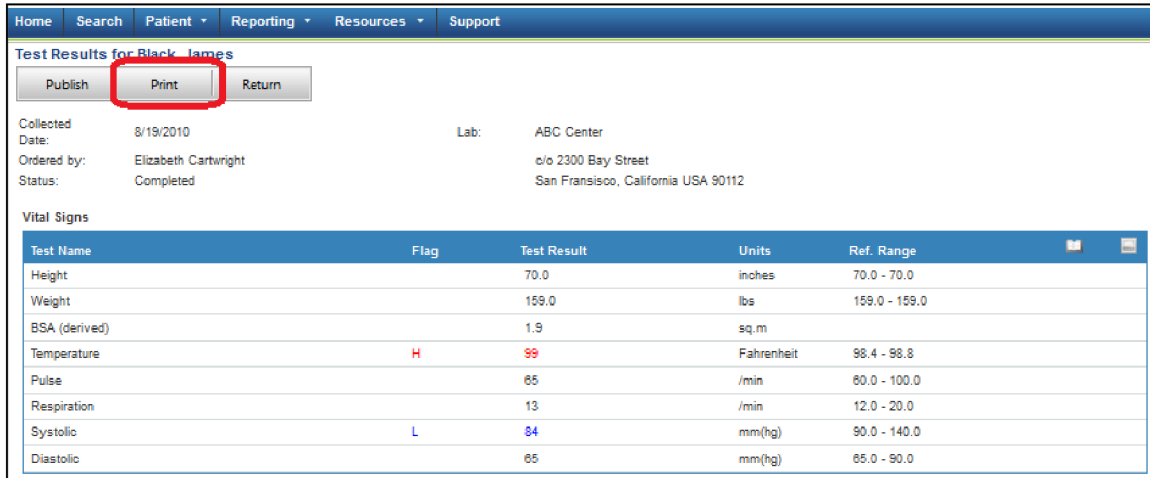 Home Search Patient Reporting Resources Support
Test Results for Black, James
Publish Print Return
Collected Date: 8/19/2010 Lab: ABC Center
Ordered by: Elizabeth Cartwright c/o 2300 Bay Street
Status: Completed San Fransisco, California USA 90112
Vital Signs
Test Name Flag Test Result Units Ref. Range
Height 70.0 inches 70.0 - 70.0
Weight 159.0 lbs 159.0 - 159.0
BSA (derived) 1.9 sq.m
Temperature H 99 Fahrenheit 98.4 - 98.8
Pulse 65 /min 60.0 - 100.0
Respiration 13 /min 12.0 - 20.0
Systolic L 84 mm(hg) 90.0 - 140.0
Diastolic 65 mm(hg) 65.0 - 90.0